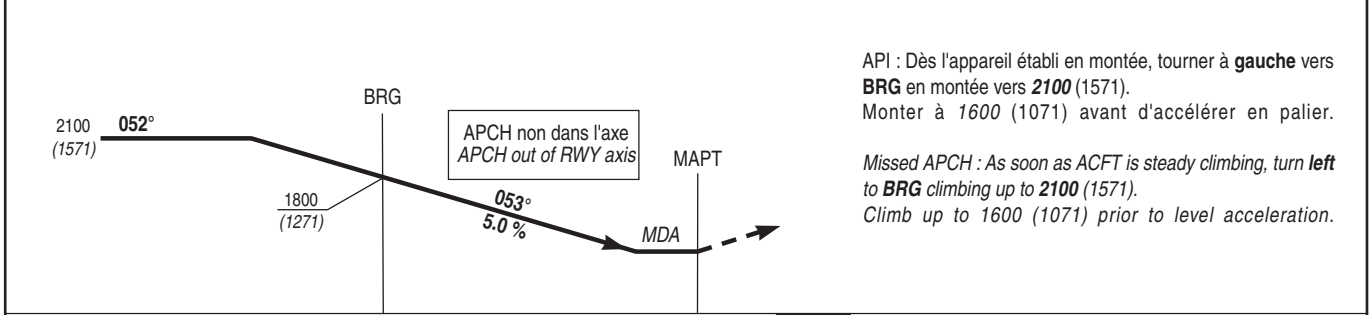 2100
(1571)
052°
BRG
1800
(1271)
APCH non dans l'axe
APCH out of RWY axis
MAPT
053°
5.0 %
MDA
API : Dès l'appareil établi en montée, tourner à gauche vers
BRG en montée vers 2100 (1571).
Monter à 1600 (1071) avant d'accélérer en palier.
Missed APCH : As soon as ACFT is steady climbing, turn left
to BRG climbing up to 2100 (1571).
Climb up to 1600 (1071) prior to level acceleration.